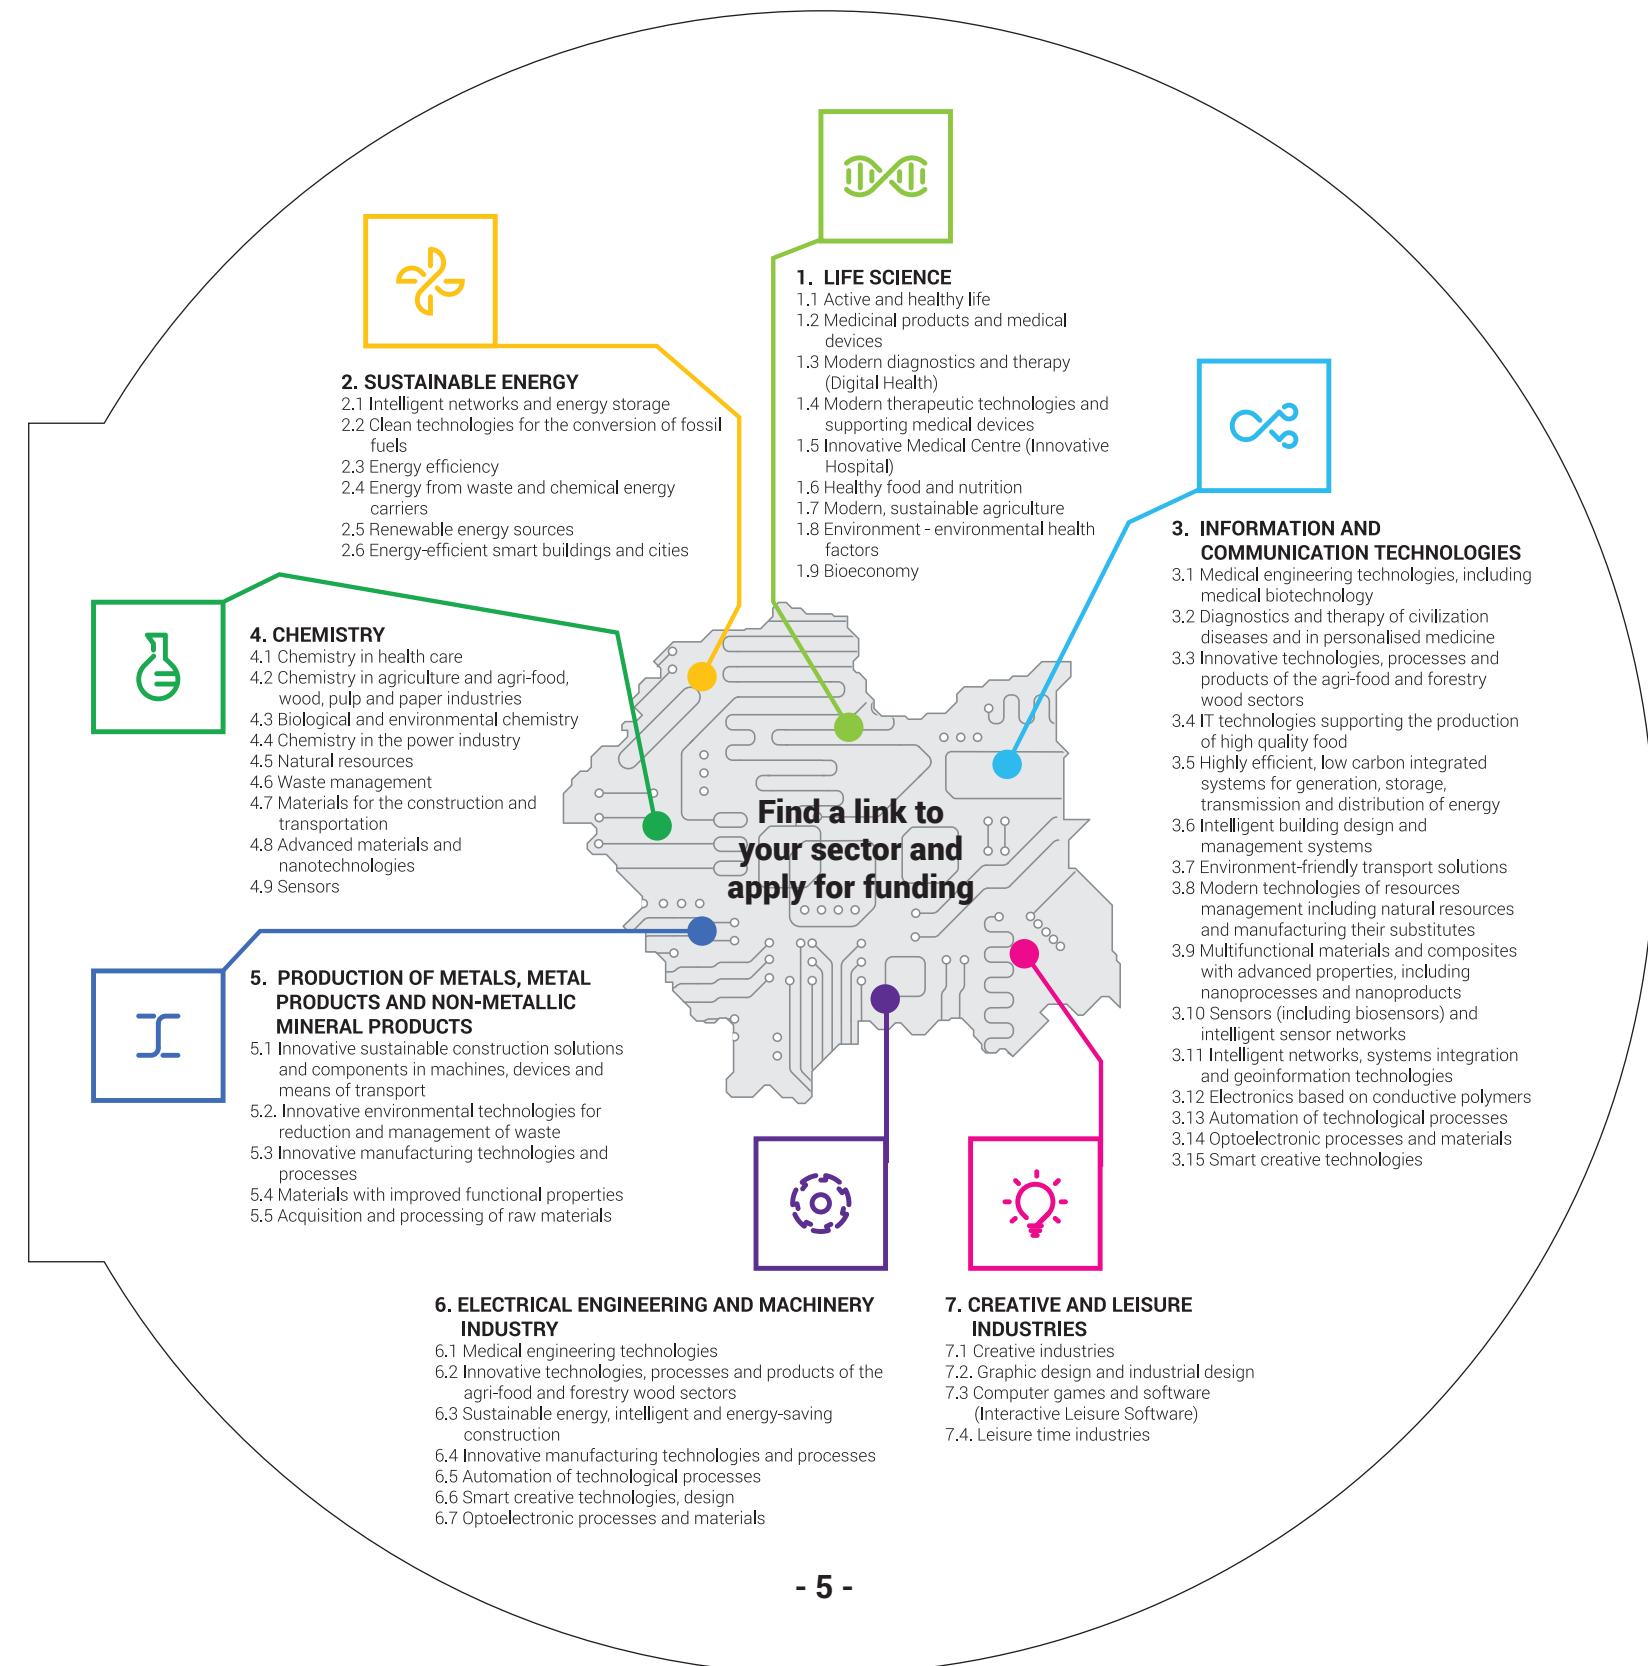 1. LIFE SCIENCE
1.1 Active and healthy life
1.2 Medicinal products and medical
devices
1.3 Modern diagnostics and therapy
(Digital Health)
1.4 Modern therapeutic technologies and
supporting medical devices
1.5 Innovative Medical Centre (Innovative
Hospital)
1.6 Healthy food and nutrition
1.7 Modern, sustainable agriculture
1.8 Environment - environmental health
factors
1.9 Bioeconomy
2. SUSTAINABLE ENERGY
2.1 Intelligent networks and energy storage
2.2 Clean technologies for the conversion of fossil
fuels
2.3 Energy efficiency
2.4 Energy from waste and chemical energy
carriers
2.5 Renewable energy sources
2.6 Energy-efficient smart buildings and cities
3. INFORMATION AND
COMMUNICATION TECHNOLOGIES
3.1 Medical engineering technologies, including
medical biotechnology
3.2 Diagnostics and therapy of civilization
diseases and in personalised medicine
3.3 Innovative technologies, processes and
products of the agri-food and forestry
wood sectors
3.4 IT technologies supporting the production
of high quality food
3.5 Highly efficient, low carbon integrated
systems for generation, storage,
transmission and distribution of energy
3.6 Intelligent building design and
management systems
3.7 Environment-friendly transport solutions
3.8 Modern technologies of resources
management including natural resources
and manufacturing their substitutes
3.9 Multifunctional materials and composites
with advanced properties, including
nanoprocesses and nanoproducts
3.10 Sensors (including biosensors) and
intelligent sensor networks
3.11 Intelligent networks, systems integration
and geoinformation technologies
3.12 Electronics based on conductive polymers
3.13 Automation of technological processes
3.14 Optoelectronic processes and materials
3.15 Smart creative technologies
4. CHEMISTRY
4.1 Chemistry in health care
4.2 Chemistry in agriculture and agri-food,
wood, pulp and paper industries
4.3 Biological and environmental chemistry
4.4 Chemistry in the power industry
4.5 Natural resources
4.6 Waste management
4.7 Materials for the construction and
transportation
4.8 Advanced materials and
nanotechnologies
4.9 Sensors
Find a link to
your sector and
apply for funding
5. PRODUCTION OF METALS, METAL
PRODUCTS AND NON-METALLIC
MINERAL PRODUCTS
5.1 Innovative sustainable construction solutions
and components in machines, devices and
means of transport
5.2. Innovative environmental technologies for
reduction and management of waste
5.3 Innovative manufacturing technologies and
processes
5.4 Materials with improved functional properties
5.5 Acquisition and processing of raw materials
6. ELECTRICAL ENGINEERING AND MACHINERY
INDUSTRY
6.1 Medical engineering technologies
6.2 Innovative technologies, processes and products of the
agri-food and forestry wood sectors
6.3 Sustainable energy, intelligent and energy-saving
construction
6.4 Innovative manufacturing technologies and processes
6.5 Automation of technological processes
6.6 Smart creative technologies, design
6.7 Optoelectronic processes and materials
7. CREATIVE AND LEISURE
INDUSTRIES
7.1 Creative industries
7.2. Graphic design and industrial design
7.3 Computer games and software
(Interactive Leisure Software)
7.4. Leisure time industries
- 5 -